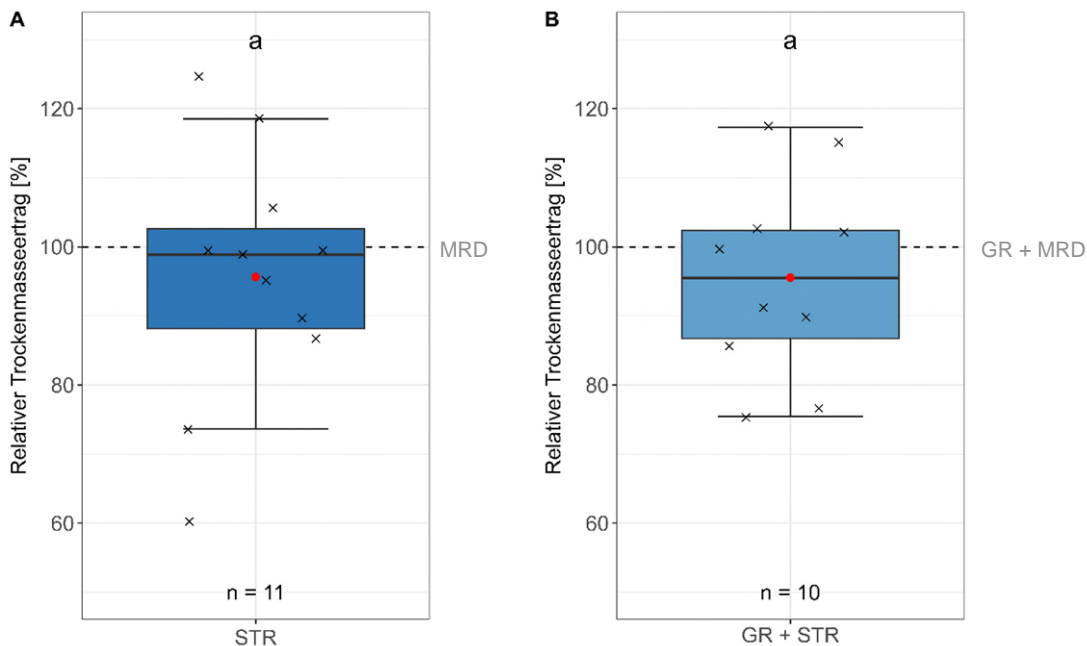 A
Relativer Trockenmasseertrag [%]
120
100
80
60
a
MRD
n = 11
STR
B
Relativer Trockenmasseertrag [%]
120
100
80
60
a
GR + MRD
n = 10
GR + STR